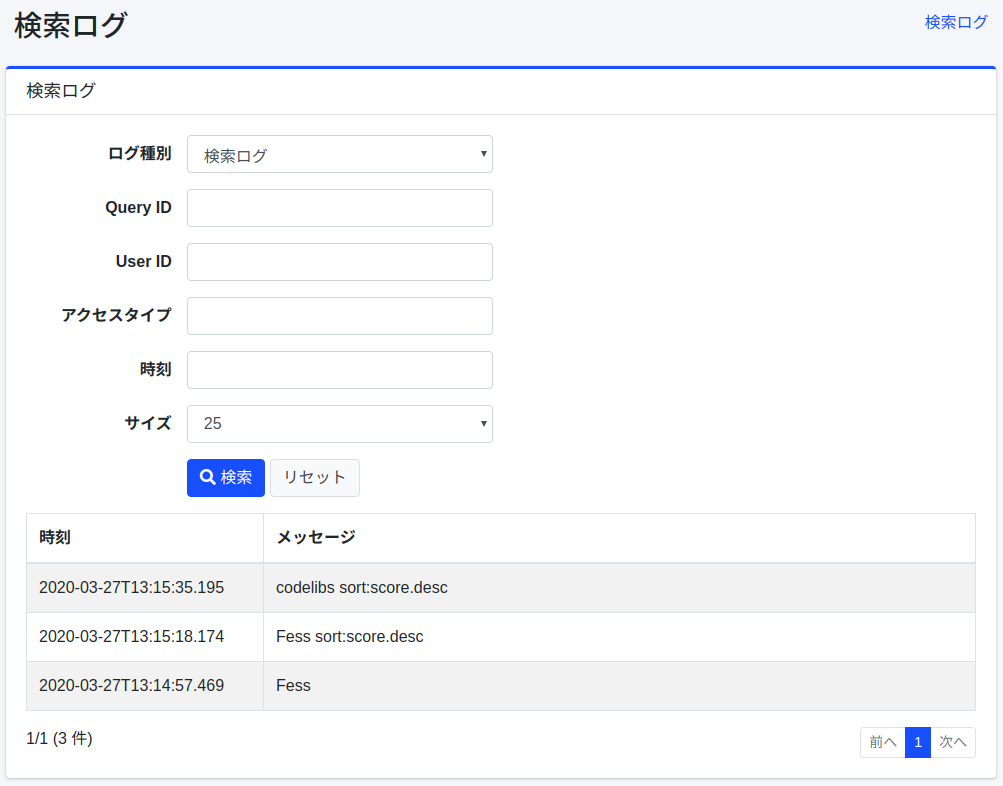 検索ログ
検索ログ
検索ログ
ログ種別 検索ログ
Query ID
User ID
アクセスタイプ
時刻
サイズ 25
検索 リセット
時刻 メッセージ
2020-03-27T13:15:35.195 codelibs sort:score.desc
2020-03-27T13:15:18.174 Fess sort:score.desc
2020-03-27T13:14:57.469 Fess
1/1 (3 件) 前へ 1 次へ